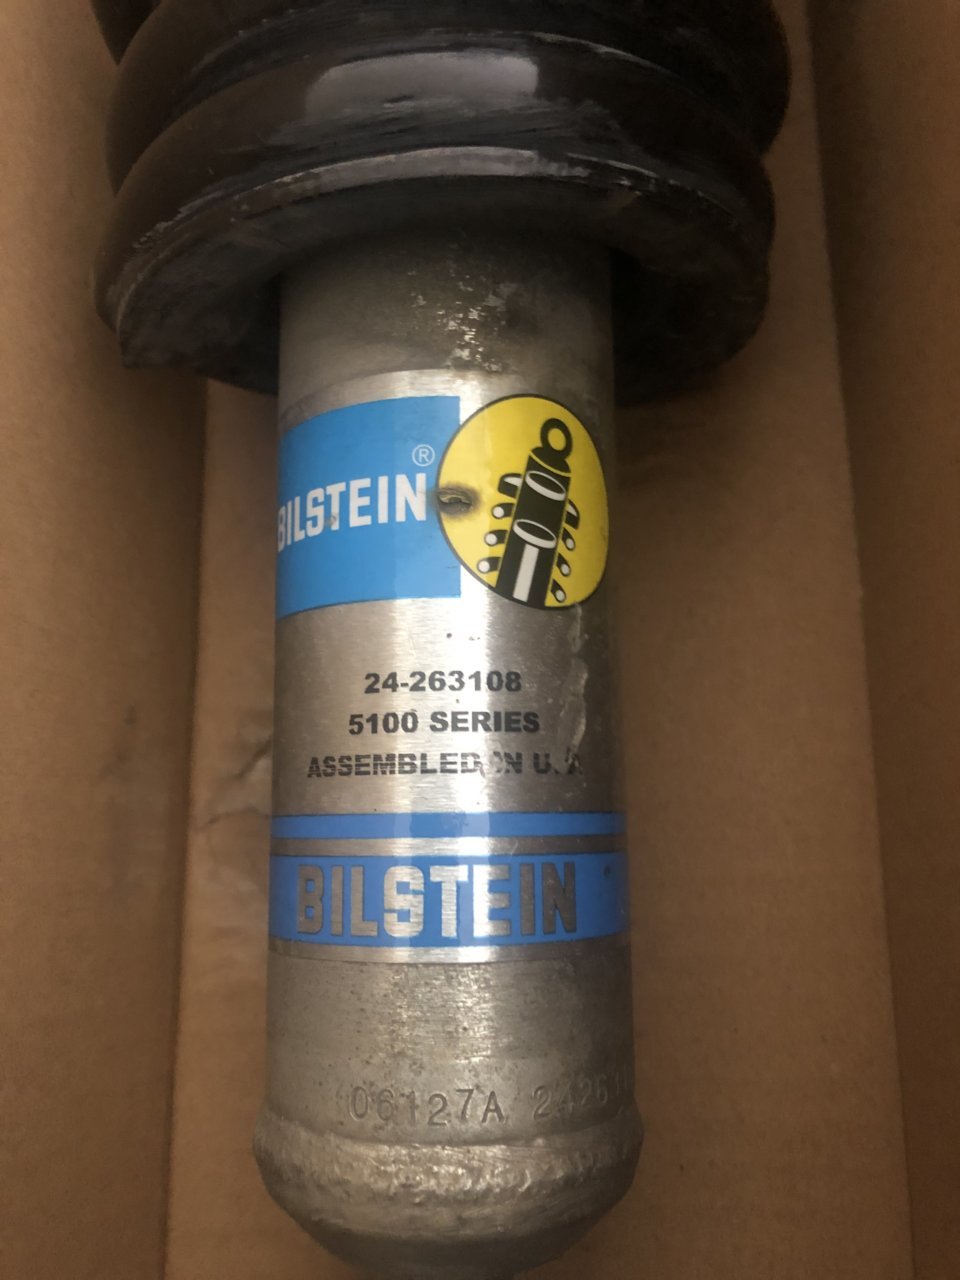 BILSTEIN®
24-263108
5100 SERIES
ASSEMBLED IN
BILSTEIN
06127A